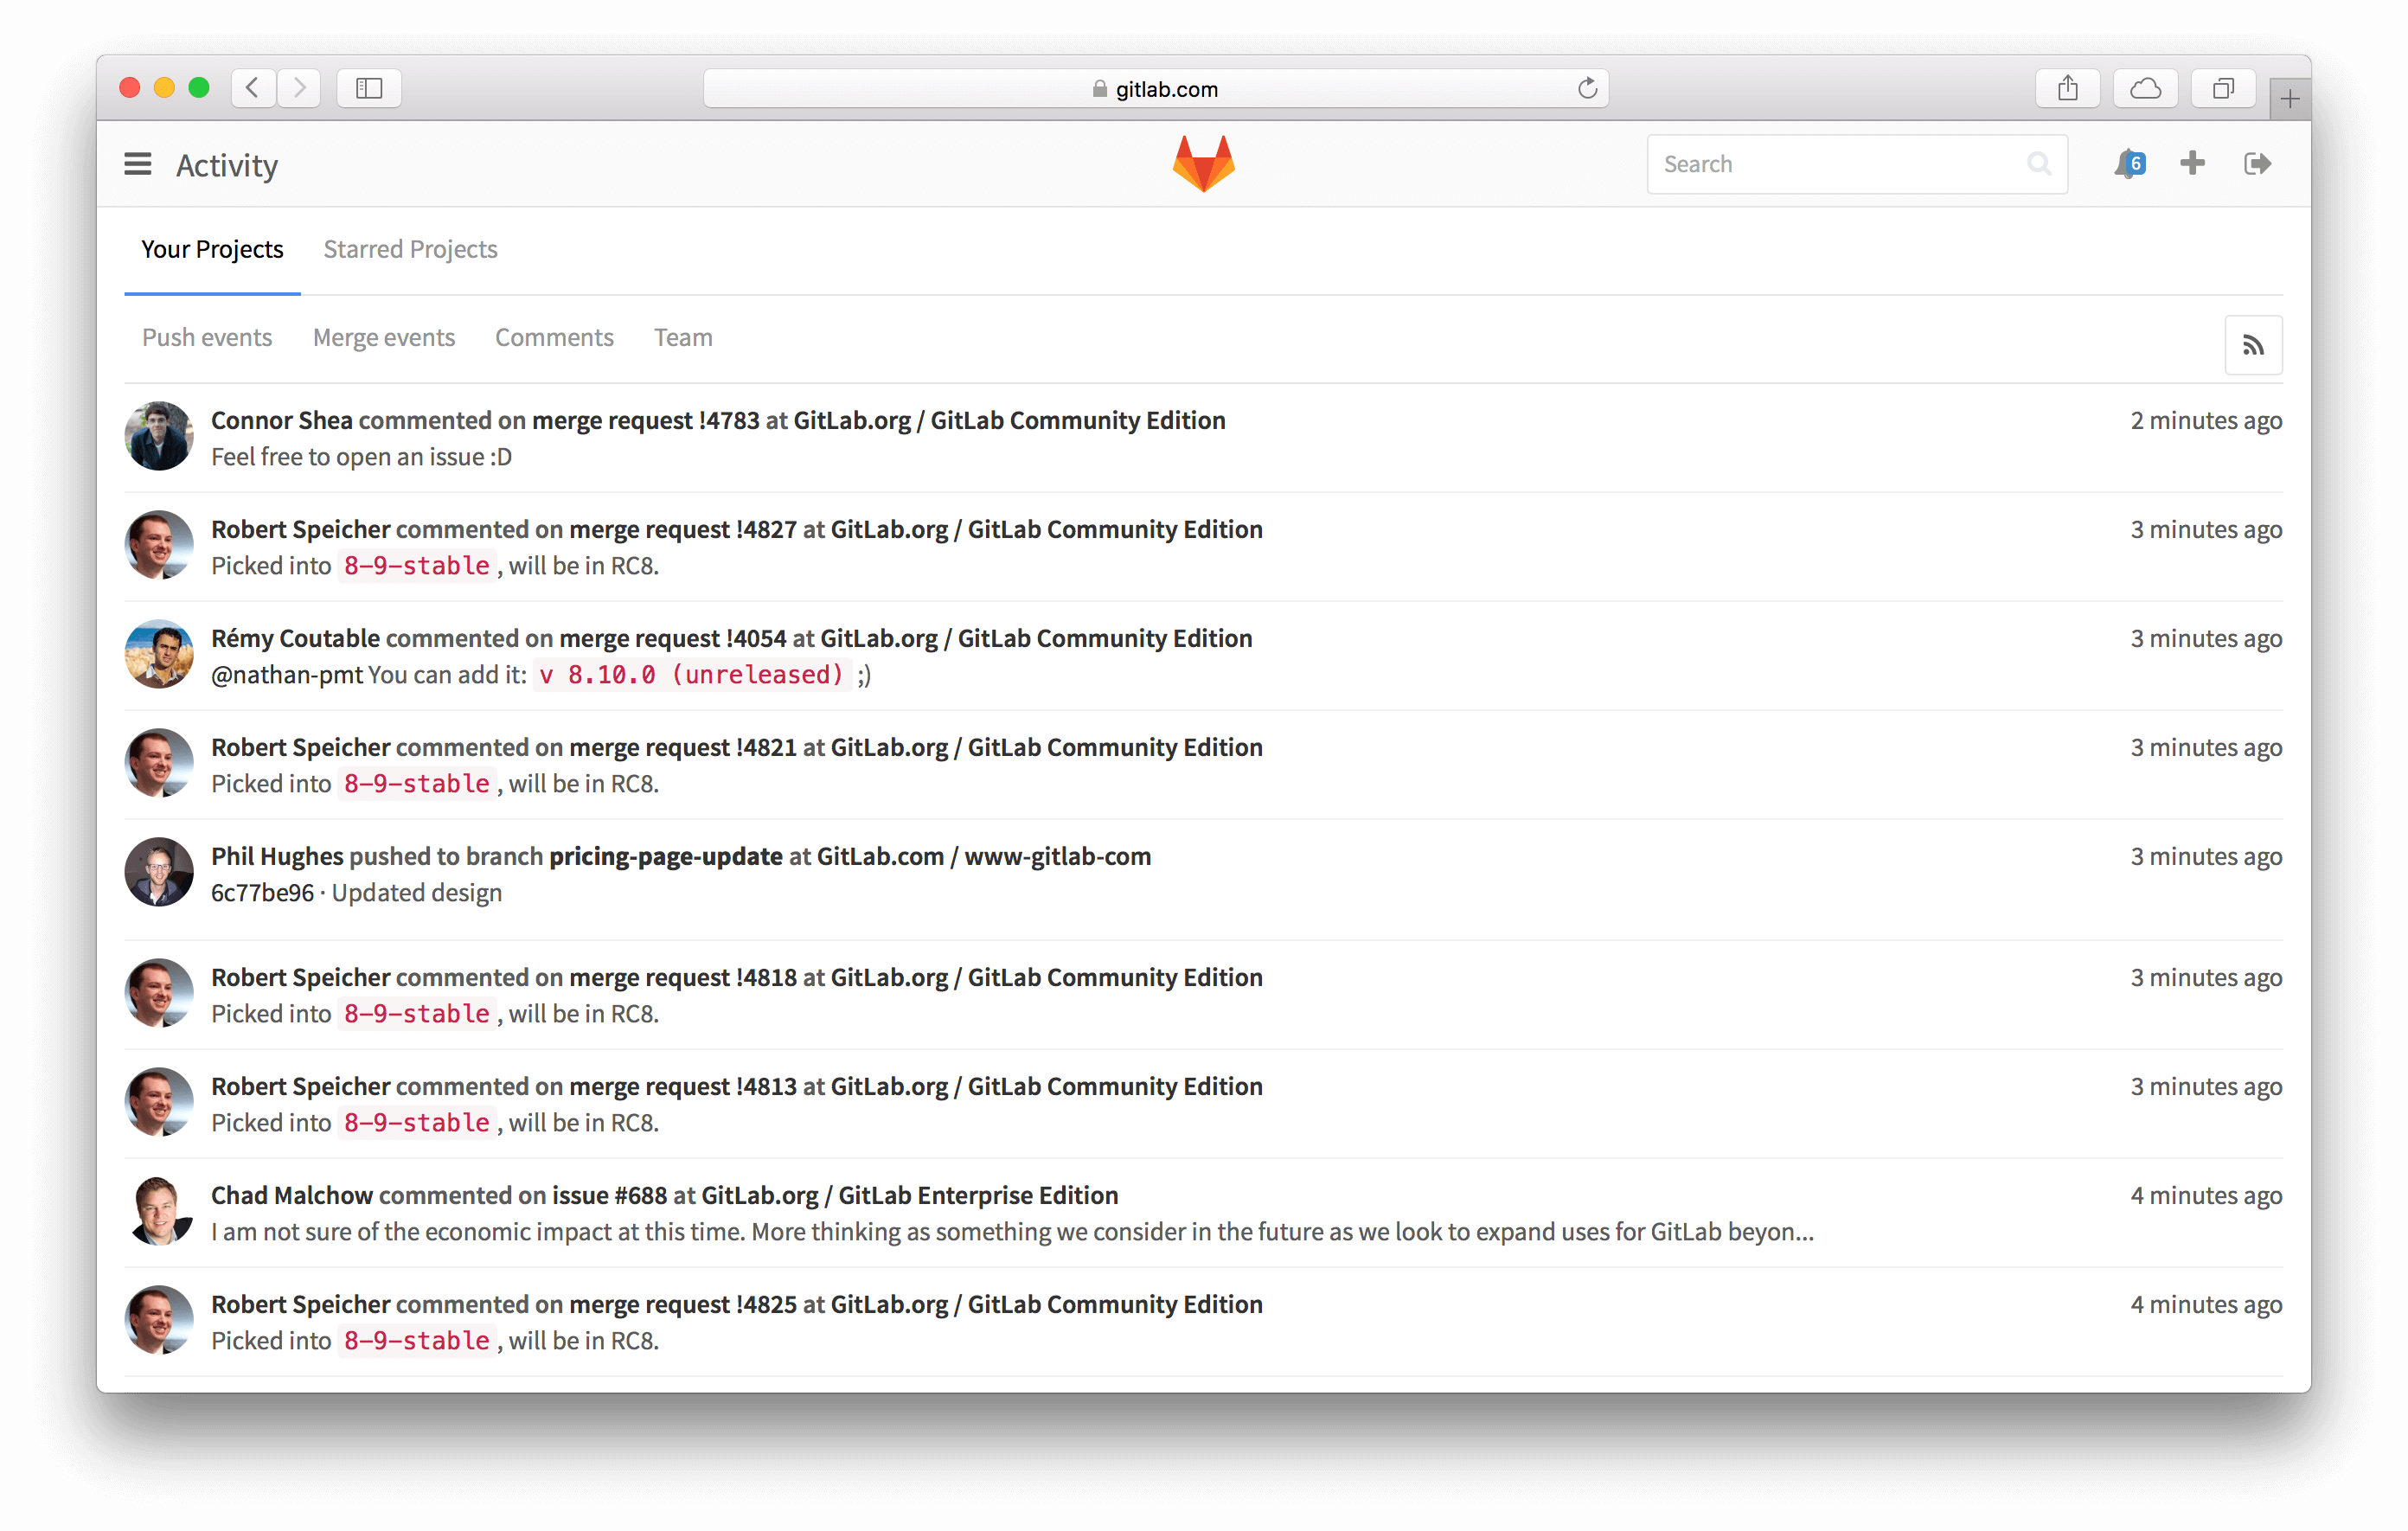 gitlab.com
Activity
Search
6
Your Projects Starred Projects
Push events Merge events Comments Team
Connor Shea commented on merge request !4783 at GitLab.org / GitLab Community Edition 2 minutes ago
Feel free to open an issue :D
Robert Speicher commented on merge request !4827 at GitLab.org / GitLab Community Edition 3 minutes ago
Picked into 8-9-stable , will be in RC8.
Rémy Coutable commented on merge request !4054 at GitLab.org / GitLab Community Edition 3 minutes ago
@nathan-pmt You can add it: v 8.10.0 (unreleased) ;)
Robert Speicher commented on merge request !4821 at GitLab.org / GitLab Community Edition 3 minutes ago
Picked into 8-9-stable , will be in RC8.
Phil Hughes pushed to branch pricing-page-update at GitLab.com / www-gitlab-com 3 minutes ago
6c77be96 · Updated design
Robert Speicher commented on merge request !4818 at GitLab.org / GitLab Community Edition 3 minutes ago
Picked into 8-9-stable , will be in RC8.
Robert Speicher commented on merge request !4813 at GitLab.org / GitLab Community Edition 3 minutes ago
Picked into 8-9-stable , will be in RC8.
Chad Malchow commented on issue #688 at GitLab.org / GitLab Enterprise Edition 4 minutes ago
I am not sure of the economic impact at this time. More thinking as something we consider in the future as we look to expand uses for GitLab beyon...
Robert Speicher commented on merge request !4825 at GitLab.org / GitLab Community Edition 4 minutes ago
Picked into 8-9-stable , will be in RC8.